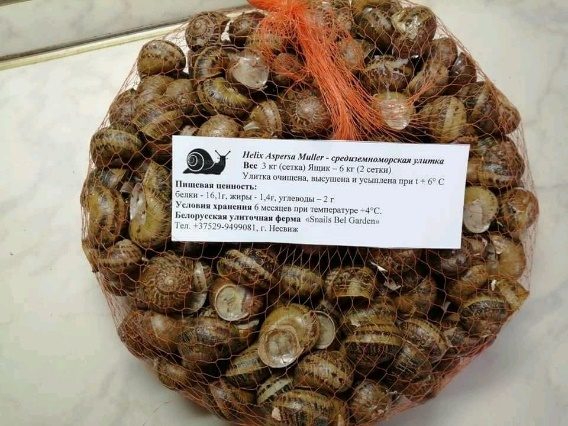 Helix Aspersa Muller - средиземноморская улитка
Вес 3 кг (сетка) Ящик – 6 кг (2 сетки)
Улитка очищена, высушена и усыплена при t + 6° С
Пищевая ценность:
белки - 16,1г, жиры - 1,4г, углеводы – 2 г
Условия хранения 6 месяцев при температуре +4°С.
Белорусская улиточная ферма «Snails Bel Garden»
Тел. +37529-9499081, г. Несвиж